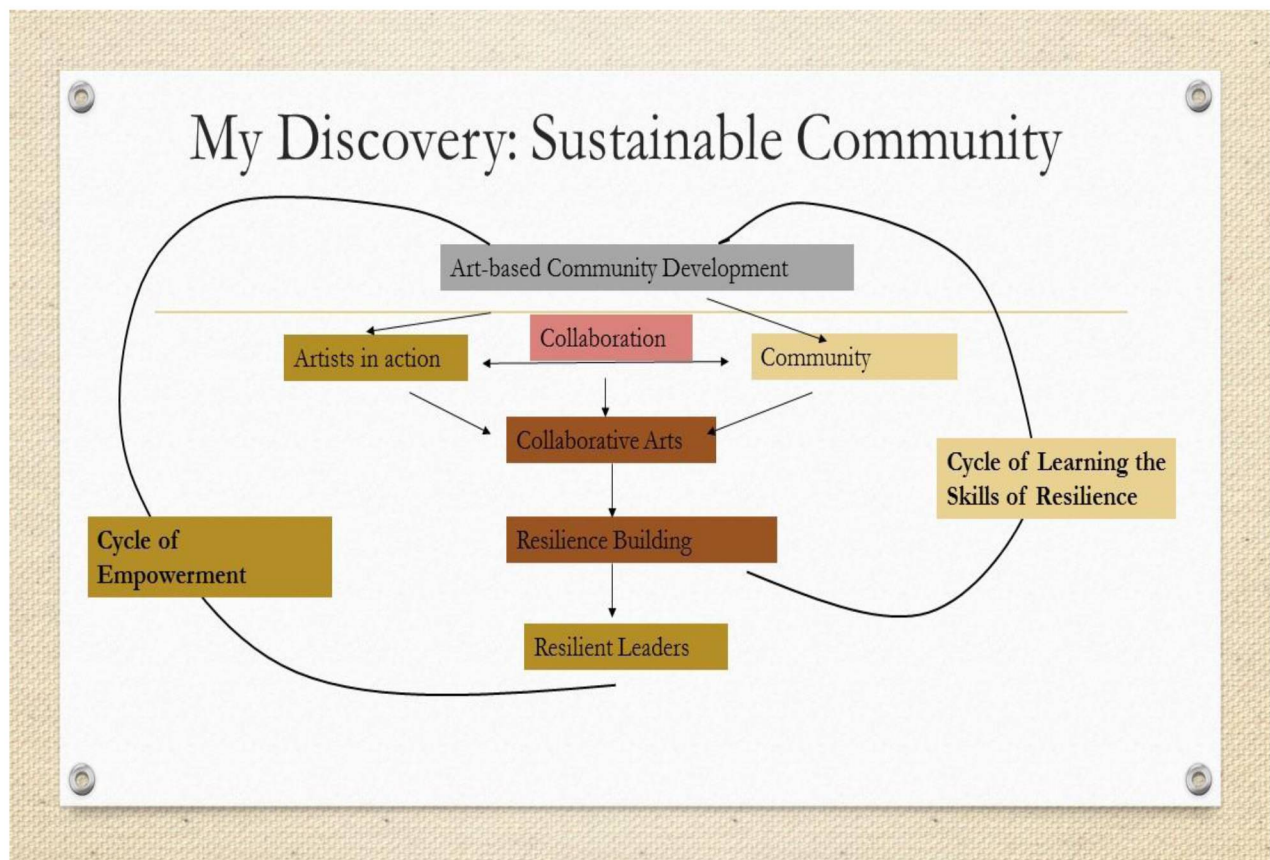 My Discovery: Sustainable Community
Art-based Community Development
Collaboration
Artists in action
Community
Collaborative Arts
Cycle of Learning the
Skills of Resilience
Resilience Building
Cycle of
Empowerment
Resilient Leaders